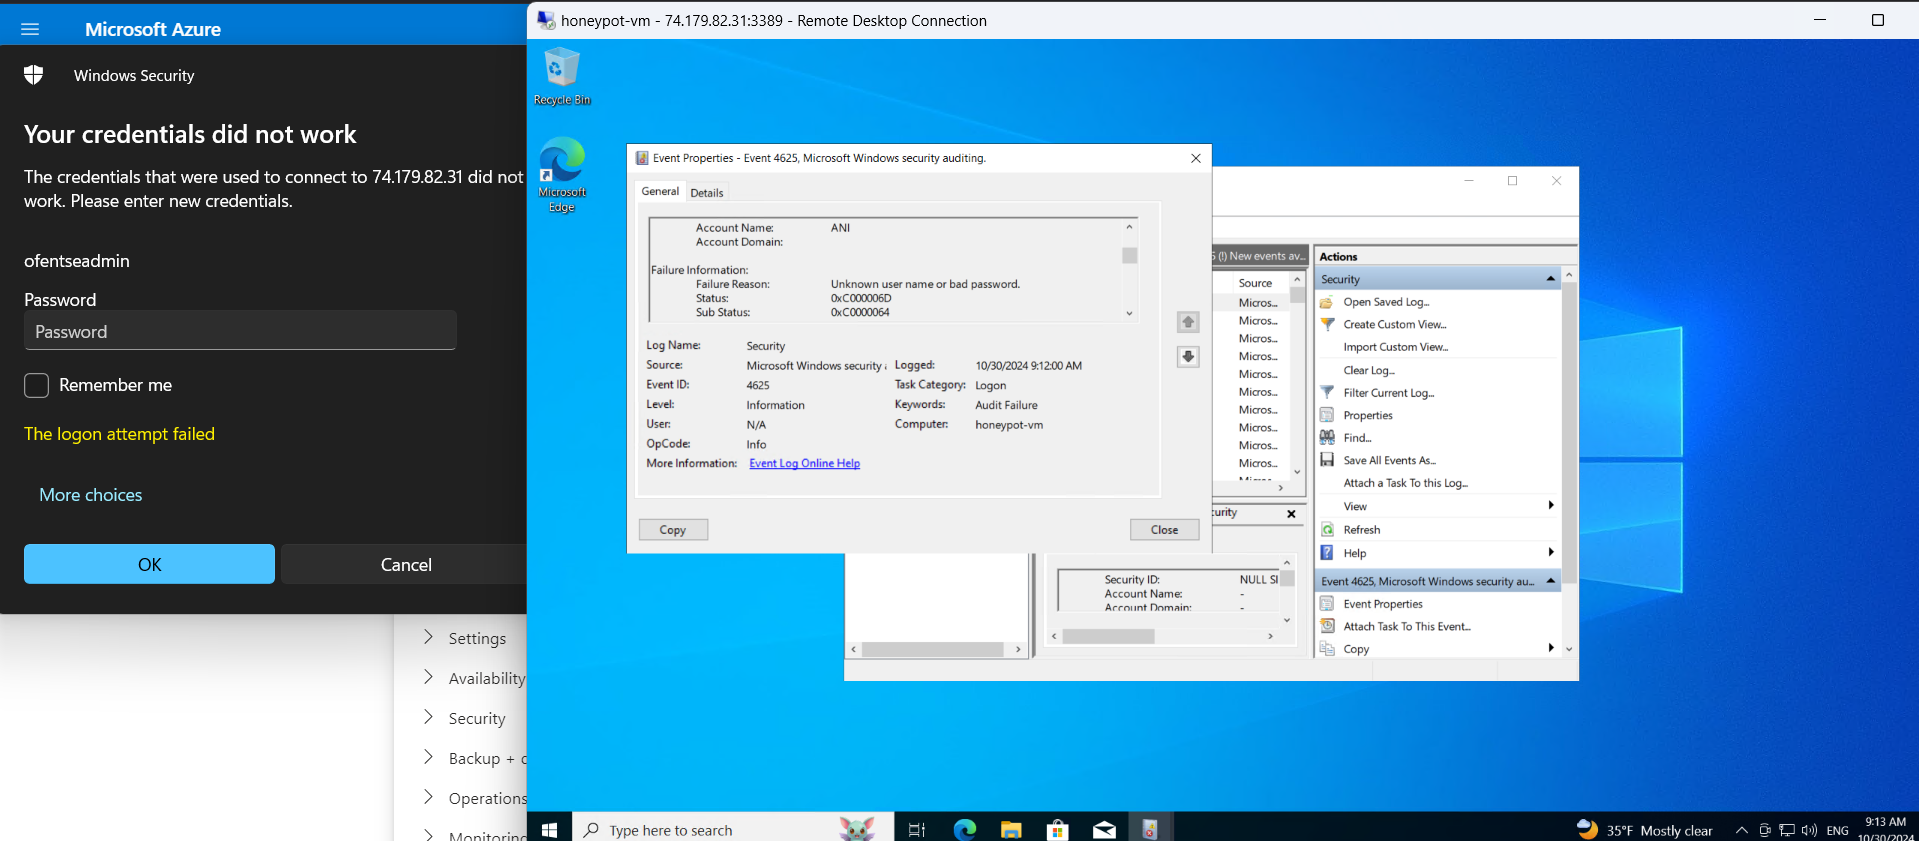 Microsoft Azure
Windows Security
Your credentials did not work
The credentials that were used to connect to 74.179.82.31 did not
work. Please enter new credentials.
ofentseadmin
Password
Password
Remember me
The logon attempt failed
More choices
OK
Cancel
Settings
Availability
Security
Backup +
Operations
Monitoring
honeypot-vm - 74.179.82.31:3389 - Remote Desktop Connection
Recycle Bin
Microsoft
Edge
Event Properties - Event 4625, Microsoft Windows security auditing.
General
Details
Account Name: ANI
Account Domain:
Failure Information:
Failure Reason: Unknown user name or bad password.
Status: 0xC000006D
Sub Status: 0xC0000064
Log Name: Security
Source: Microsoft Windows security Logged: 10/30/2024 9:12:00 AM
Event ID: 4625 Task Category: Logon
Level: Information Keywords: Audit Failure
User: N/A Computer: honeypot-vm
OpCode: Info
More Information: Event Log Online Help
Copy
Close
(!) New events av...
Source
Micros...
Micros...
Micros...
Micros...
Micros...
Micros...
Micros...
Micros...
Micros...
Micros...
Micros...
curity
Security ID: NULL SI
Account Name: -
Account Domain: -
Actions
Security
Open Saved Log...
Create Custom View...
Import Custom View...
Clear Log...
Filter Current Log...
Properties
Find...
Save All Events As...
Attach a Task To this Log...
View
Refresh
Help
Event 4625, Microsoft Windows security au...
Event Properties
Attach Task To This Event...
Copy
Type here to search
35°F Mostly clear
ENG
9:13 AM
10/30/2024